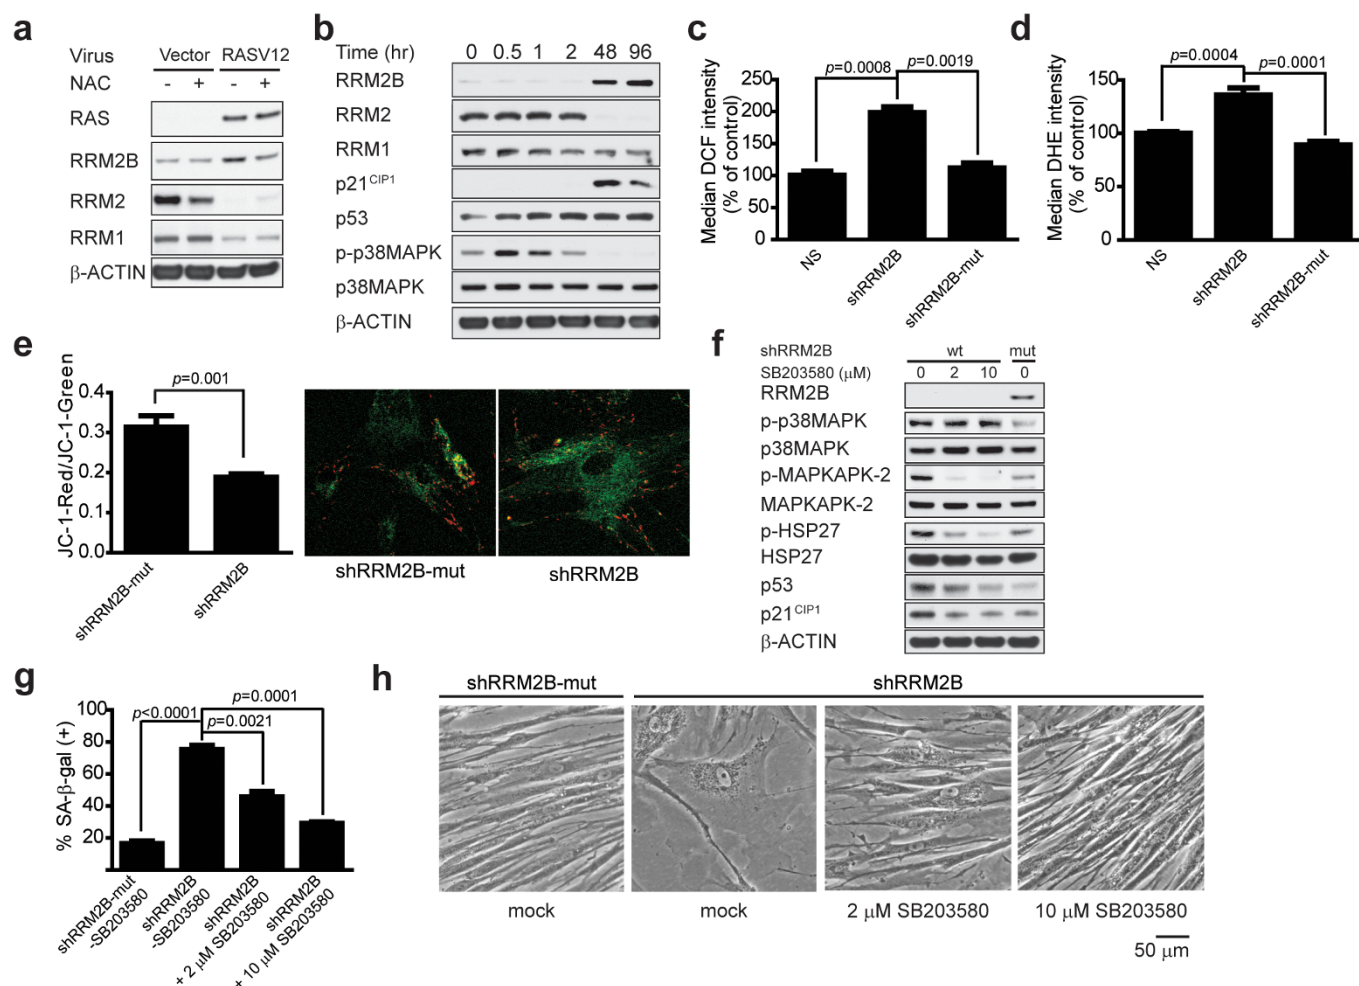 a
Virus Vector RASV12
NAC - + - +
RAS
RRM2B
RRM2
RRM1
β-ACTIN
b
Time (hr) 0 0.5 1 2 48 96
RRM2B
RRM2
RRM1
p21CIP1
p53
p-p38MAPK
p38MAPK
β-ACTIN
c
Median DCF intensity
(% of control)
p=0.0008 p=0.0019
250
200
150
100
50
0
NS
shRRM2B
shRRM2B-mut
d
Median DHE intensity
(% of control)
p=0.0004 p=0.0001
150
100
50
0
NS
shRRM2B
shRRM2B-mut
e
JC-1-Red/JC-1-Green
p=0.001
0.4
0.3
0.2
0.1
0.0
shRRM2B-mut
shRRM2B
shRRM2B-mut
shRRM2B
f
shRRM2B wt mut
SB203580 (μM) 0 2 10 0
RRM2B
p-p38MAPK
p38MAPK
p-MAPKAPK-2
MAPKAPK-2
p-HSP27
HSP27
p53
p21CIP1
β-ACTIN
g
% SA-β-gal (+)
p=0.0001
p<0.0001
p=0.0021
100
80
60
40
20
shRRM2B-mut
-SB203580
shRRM2B
-SB203580
shRRM2B
+ 2 μM SB203580
shRRM2B
+ 10 μM SB203580
h
shRRM2B-mut shRRM2B
mock mock 2 μM SB203580 10 μM SB203580
50 μm